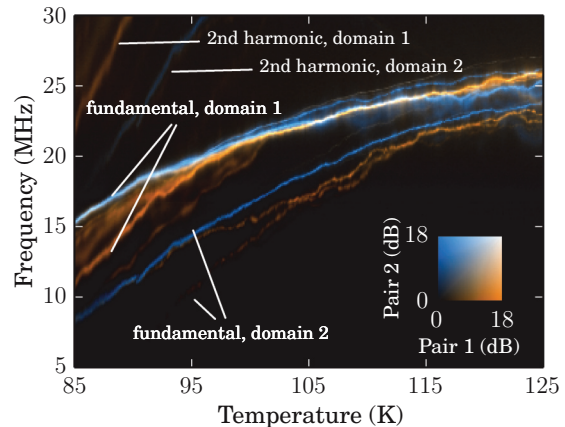 30
25
20
15
10
5
Frequency (MHz)
2nd harmonic, domain 1
2nd harmonic, domain 2
fundamental, domain 1
fundamental, domain 2
Pair 2 (dB)
18
0
0 18
Pair 1 (dB)
85 95 105 115 125
Temperature (K)